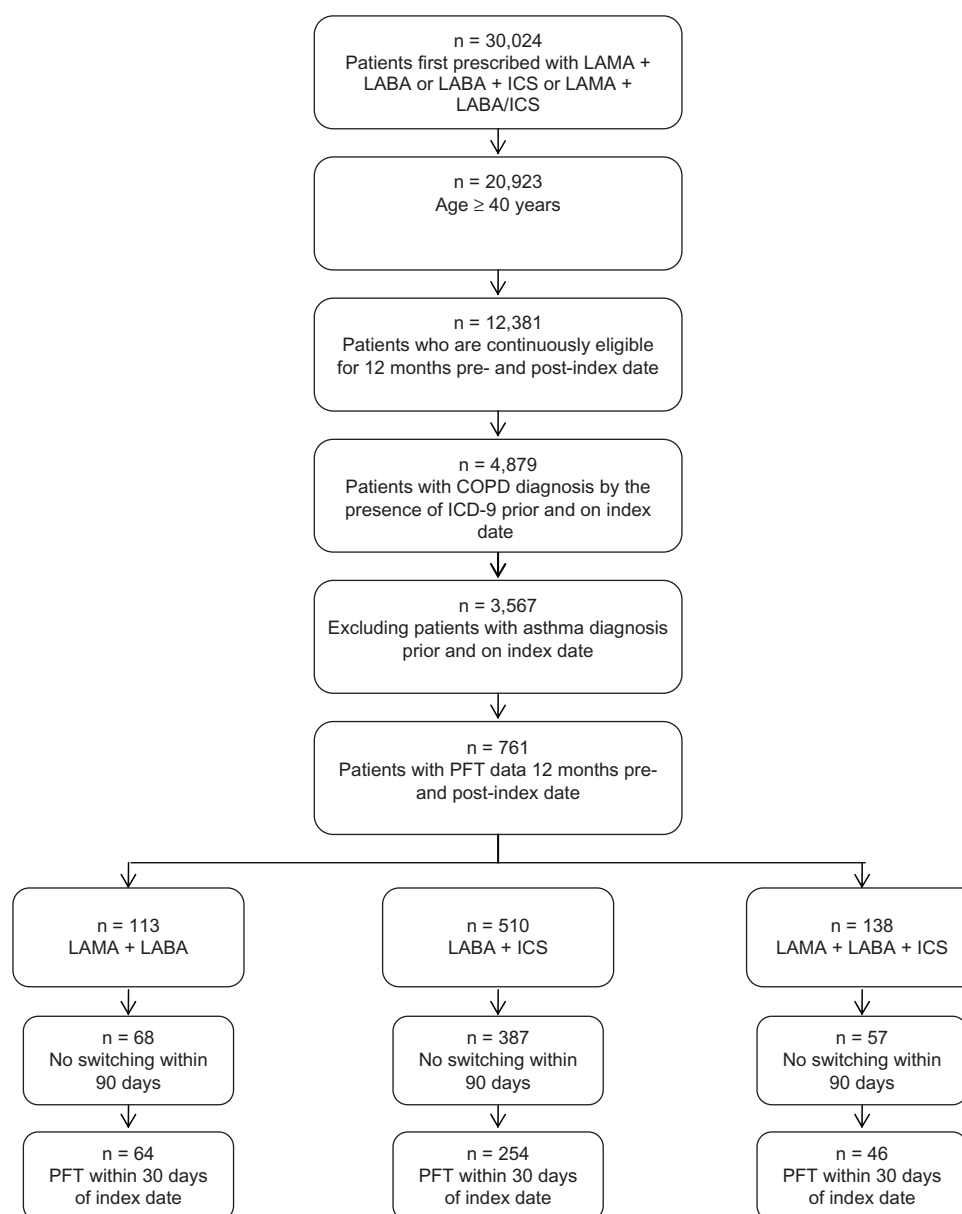 n = 30,024
Patients first prescribed with LAMA +
LABA or LABA + ICS or LAMA +
LABA/ICS
n = 20,923
Age ≥ 40 years
n = 12,381
Patients who are continuously eligible
for 12 months pre- and post-index date
n = 4,879
Patients with COPD diagnosis by the
presence of ICD-9 prior and on index
date
n = 3,567
Excluding patients with asthma diagnosis
prior and on index date
n = 761
Patients with PFT data 12 months pre-
and post-index date
n = 113
LAMA + LABA
n = 510
LABA + ICS
n = 138
LAMA + LABA + ICS
n = 68
No switching within
90 days
n = 387
No switching within
90 days
n = 57
No switching within
90 days
n = 64
PFT within 30 days
of index date
n = 254
PFT within 30 days
of index date
n = 46
PFT within 30 days
of index date